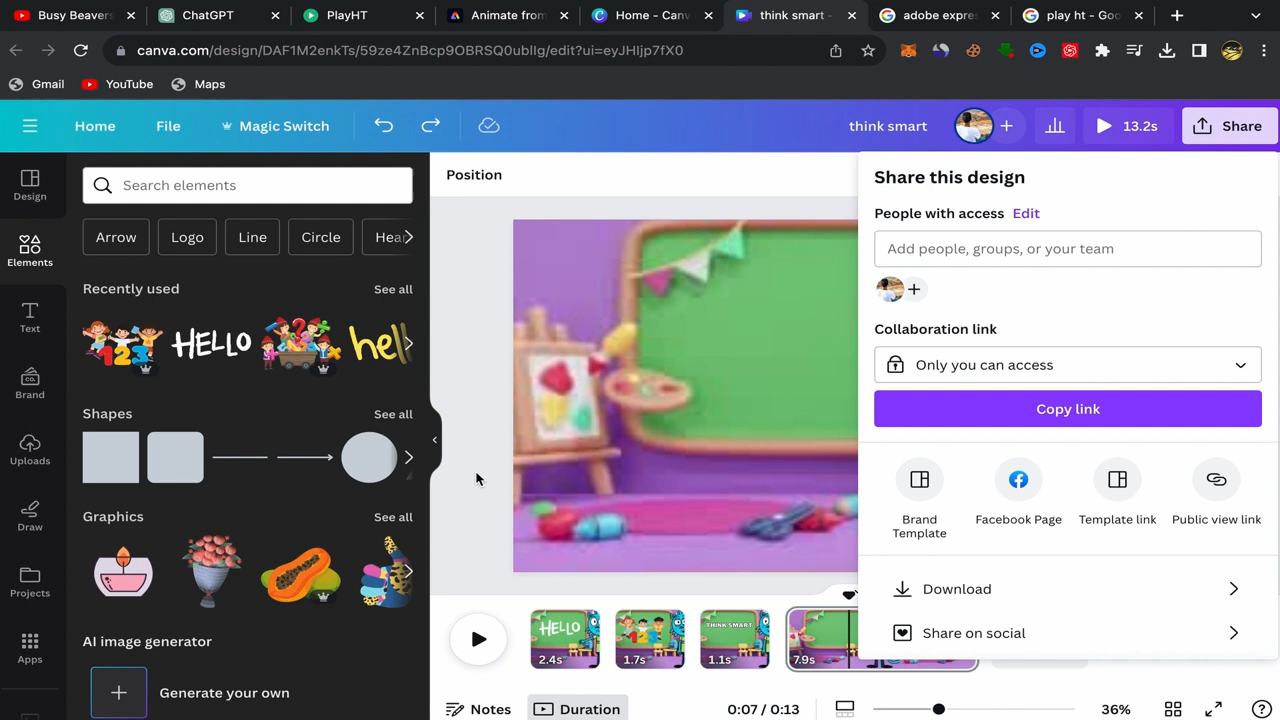 Busy Beavers
ChatGPT
PlayHT
Animate from
Home - Canv
think smart -
adobe expre
play ht - Goo
canva.com/design/DAF1M2enkTs/59ze4ZnBcp9OBRSQ0ubIIg/edit?ui=eyJHIjp7fX0
Gmail
YouTube
Maps
Home
File
Magic Switch
think smart
13.2s
Share
Design
Elements
Text
Brand
Uploads
Draw
Projects
Apps
Search elements
Arrow
Logo
Line
Circle
Hear
Recently used
See all
HELLO
hell
Shapes
See all
Graphics
See all
AI image generator
Generate your own
Position
Share this design
People with access
Edit
Add people, groups, or your team
Collaboration link
Only you can access
Copy link
Brand
Template
Facebook Page
Template link
Public view link
Download
Share on social
HELLO
2.4s
123
1.7s
THINK SMART
1.1s
7.9s
Notes
Duration
0:07 / 0:13
36%